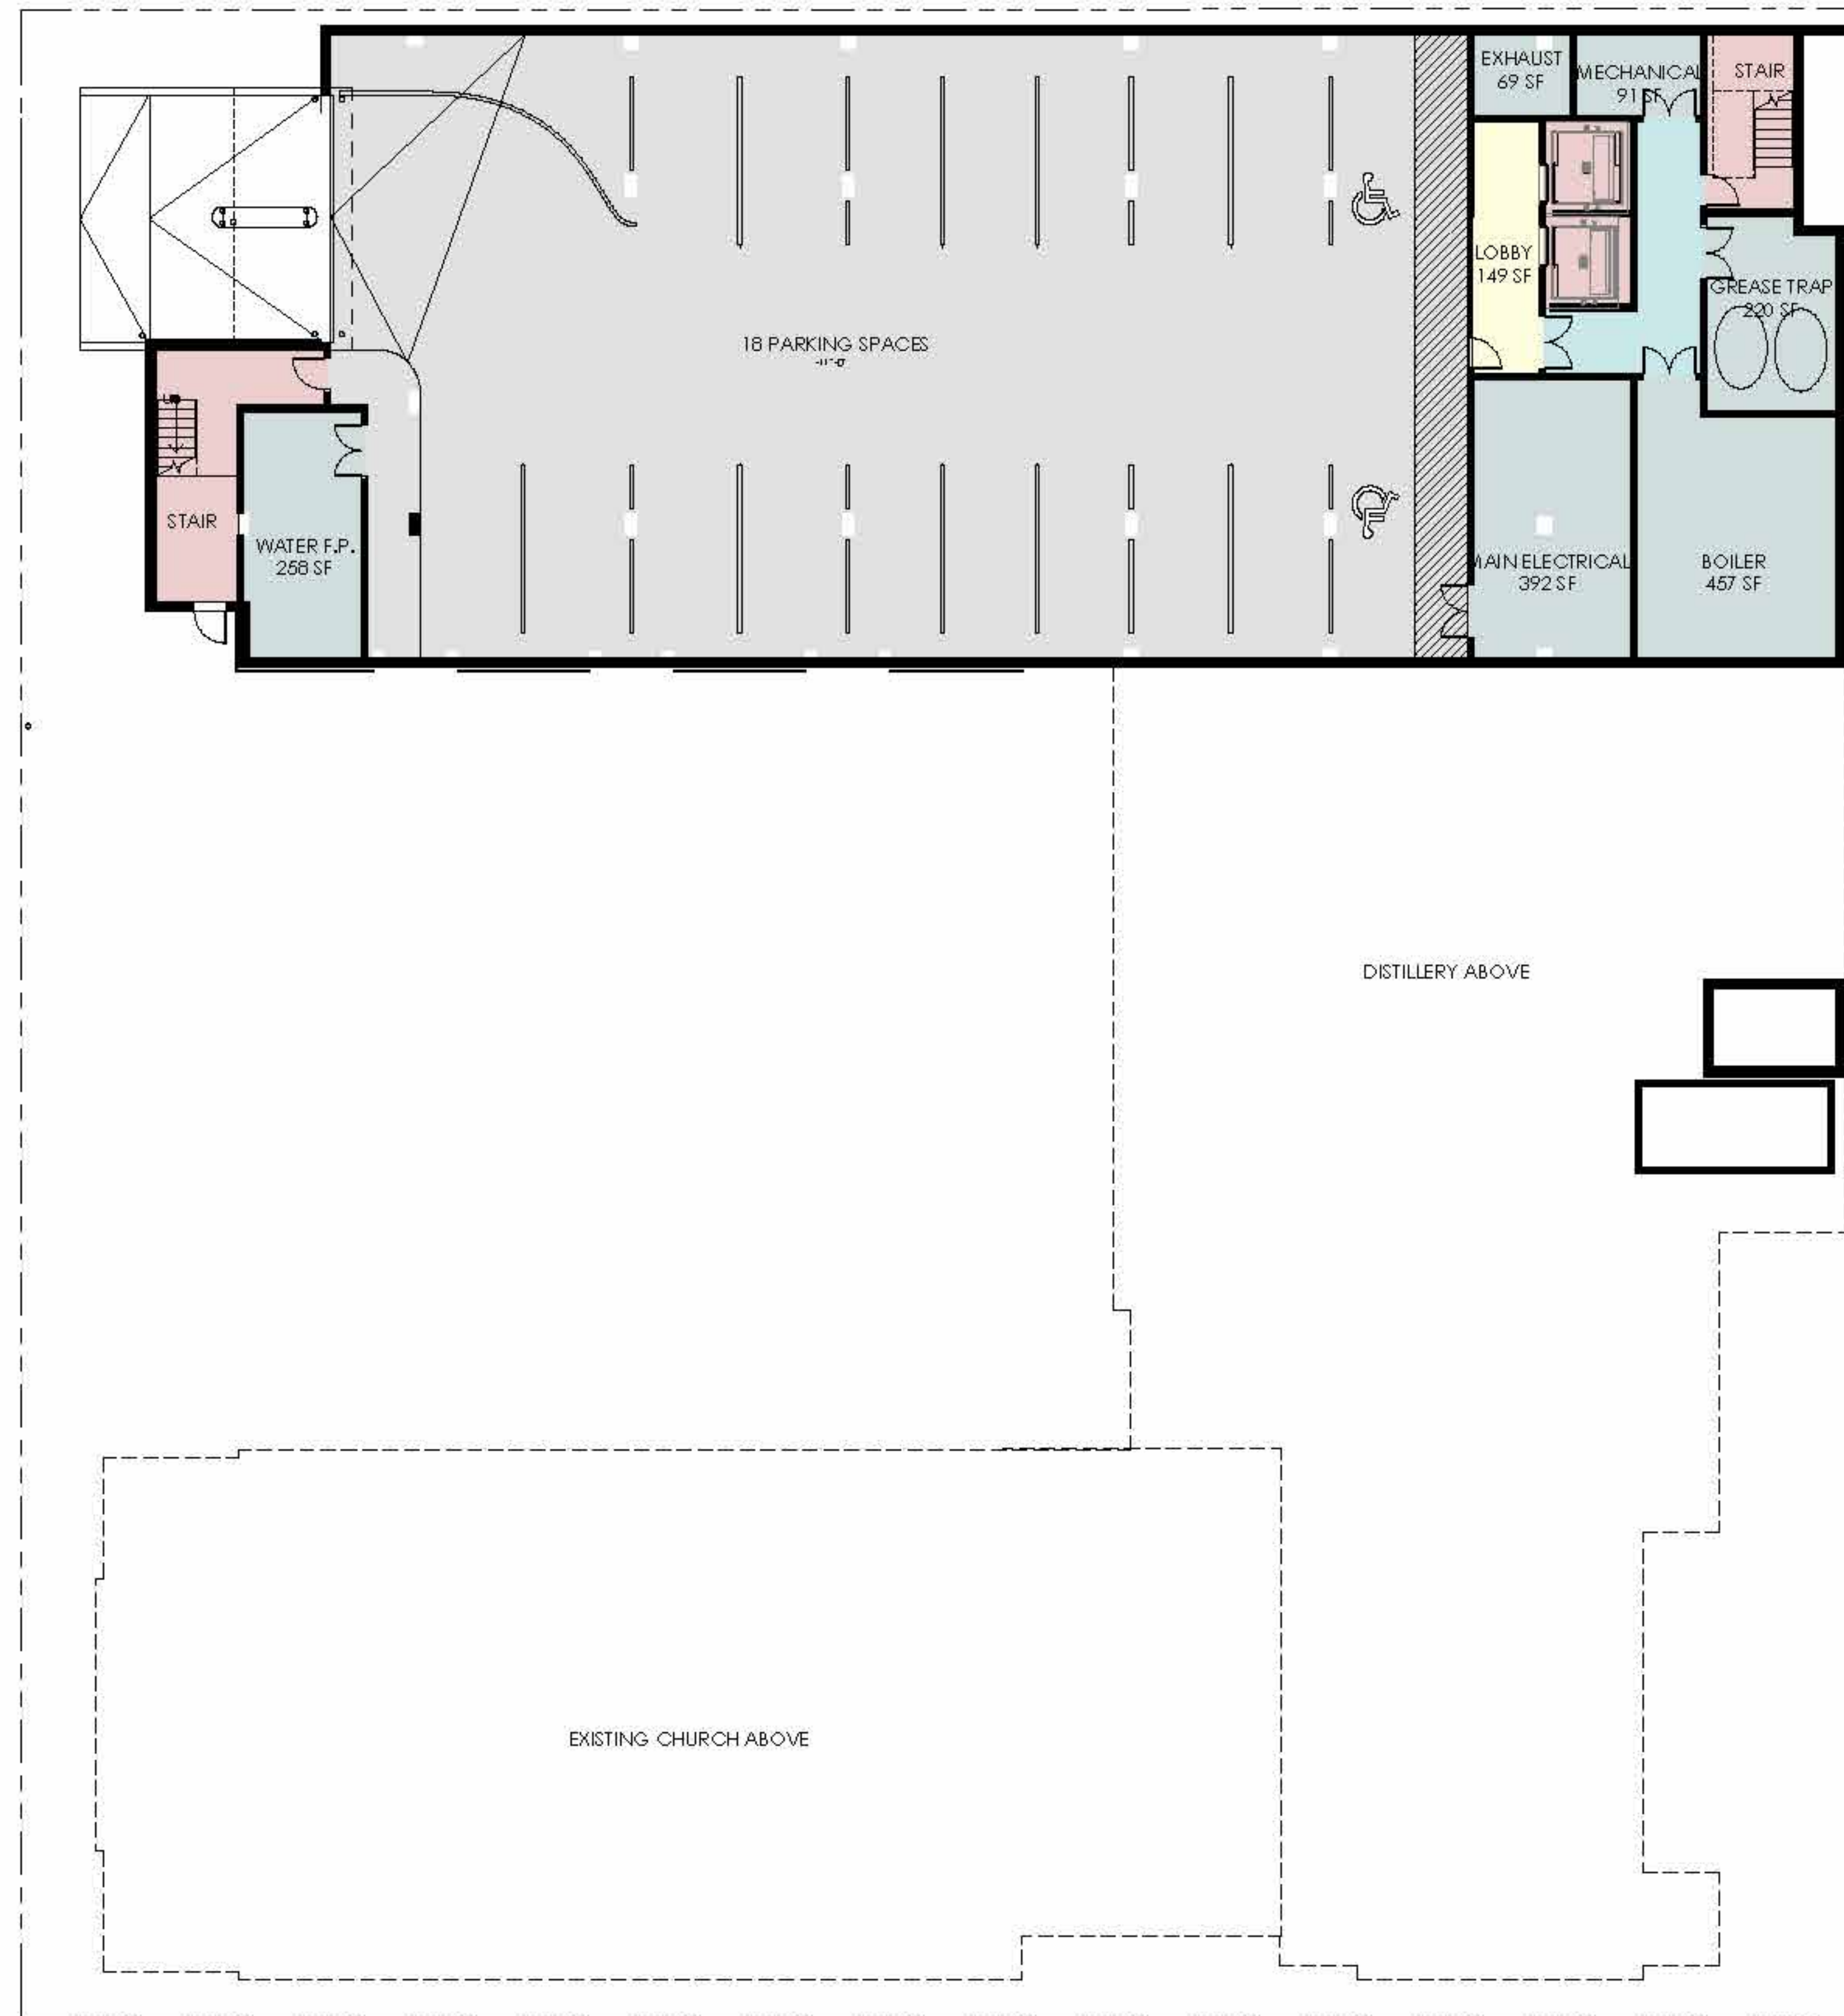 EXHAUST
69 SF
MECHANICAL
91 SF
STAIR
LOBBY
149 SF
GREASE TRAP
220 SF
18 PARKING SPACES
STAIR
WATER F.P.
258 SF
MAIN ELECTRICAL
392 SF
BOILER
457 SF
DISTILLERY ABOVE
EXISTING CHURCH ABOVE